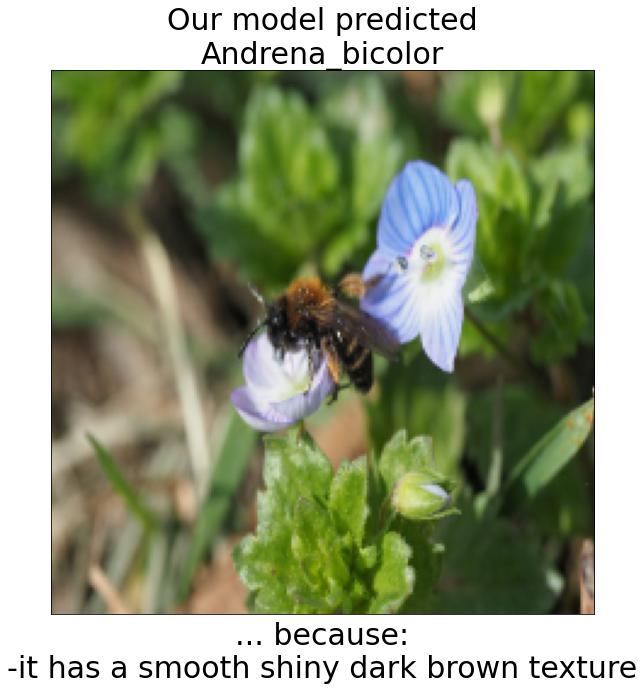 Our model predicted
Andrena_bicolor
... because:
-it has a smooth shiny dark brown texture